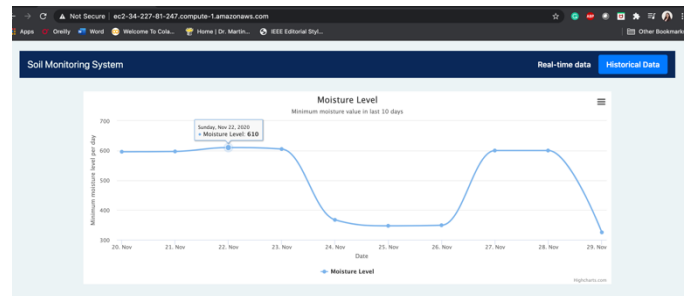 Not Secure | ec2-34-227-81-247.compute-1.amazonaws.com
Apps Oreilly Word Welcome To Cola... Home | Dr. Martin... IEEE Editorial Styl... Other Bookmarks
Soil Monitoring System Real-time data Historical Data
Moisture Level
Minimum moisture value in last 10 days
Sunday, Nov 22, 2020
Moisture Level: 610
Minimum moisture level per day
700
600
500
400
300
20. Nov 21. Nov 22. Nov 23. Nov 24. Nov 25. Nov 26. Nov 27. Nov 28. Nov 29. Nov
Date
Moisture Level
Highcharts.com